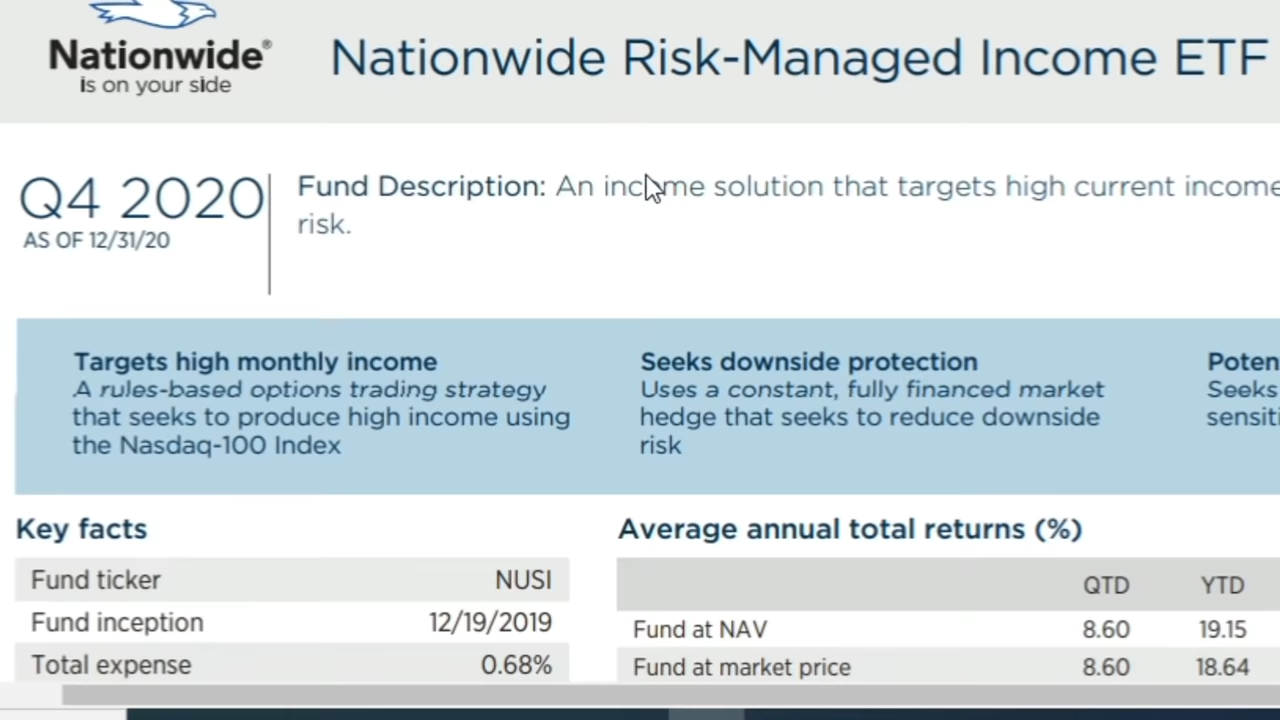 Nationwide®
is on your side
Nationwide Risk-Managed Income ETF
Q4 2020
AS OF 12/31/20
Fund Description: An income solution that targets high current income
risk.
Targets high monthly income
A rules-based options trading strategy
that seeks to produce high income using
the Nasdaq-100 Index
Seeks downside protection
Uses a constant, fully financed market
hedge that seeks to reduce downside
risk
Poten
Seeks
sensiti
Key facts
Fund ticker NUSI
Fund inception 12/19/2019
Total expense 0.68%
Average annual total returns (%)
QTD YTD
Fund at NAV 8.60 19.15
Fund at market price 8.60 18.64